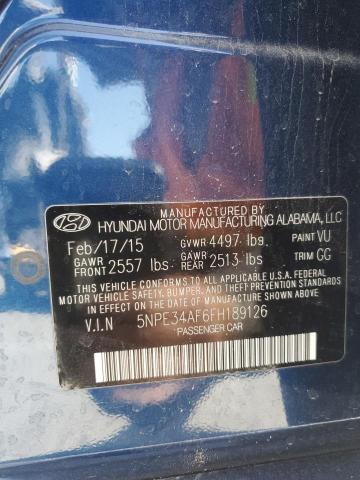 MANUFACTURED BY
HYUNDAI MOTOR MANUFACTURING ALABAMA, LLC
Feb/17/15 GVWR 4497 lbs. PAINT VU
GAWR FRONT 2557 lbs GAWR REAR 2513 lbs TRIM GG
THIS VEHICLE CONFORMS TO ALL APPLICABLE FEDERAL
MOTOR VEHICLE SAFETY, BUMPER, AND THEFT PREVENTION
STANDARDS IN EFFECT ON THE DATE OF MANUFACTURE SHOWN ABOVE.
V.I.N 5NPE34AF6FH189126
PASSENGER CAR